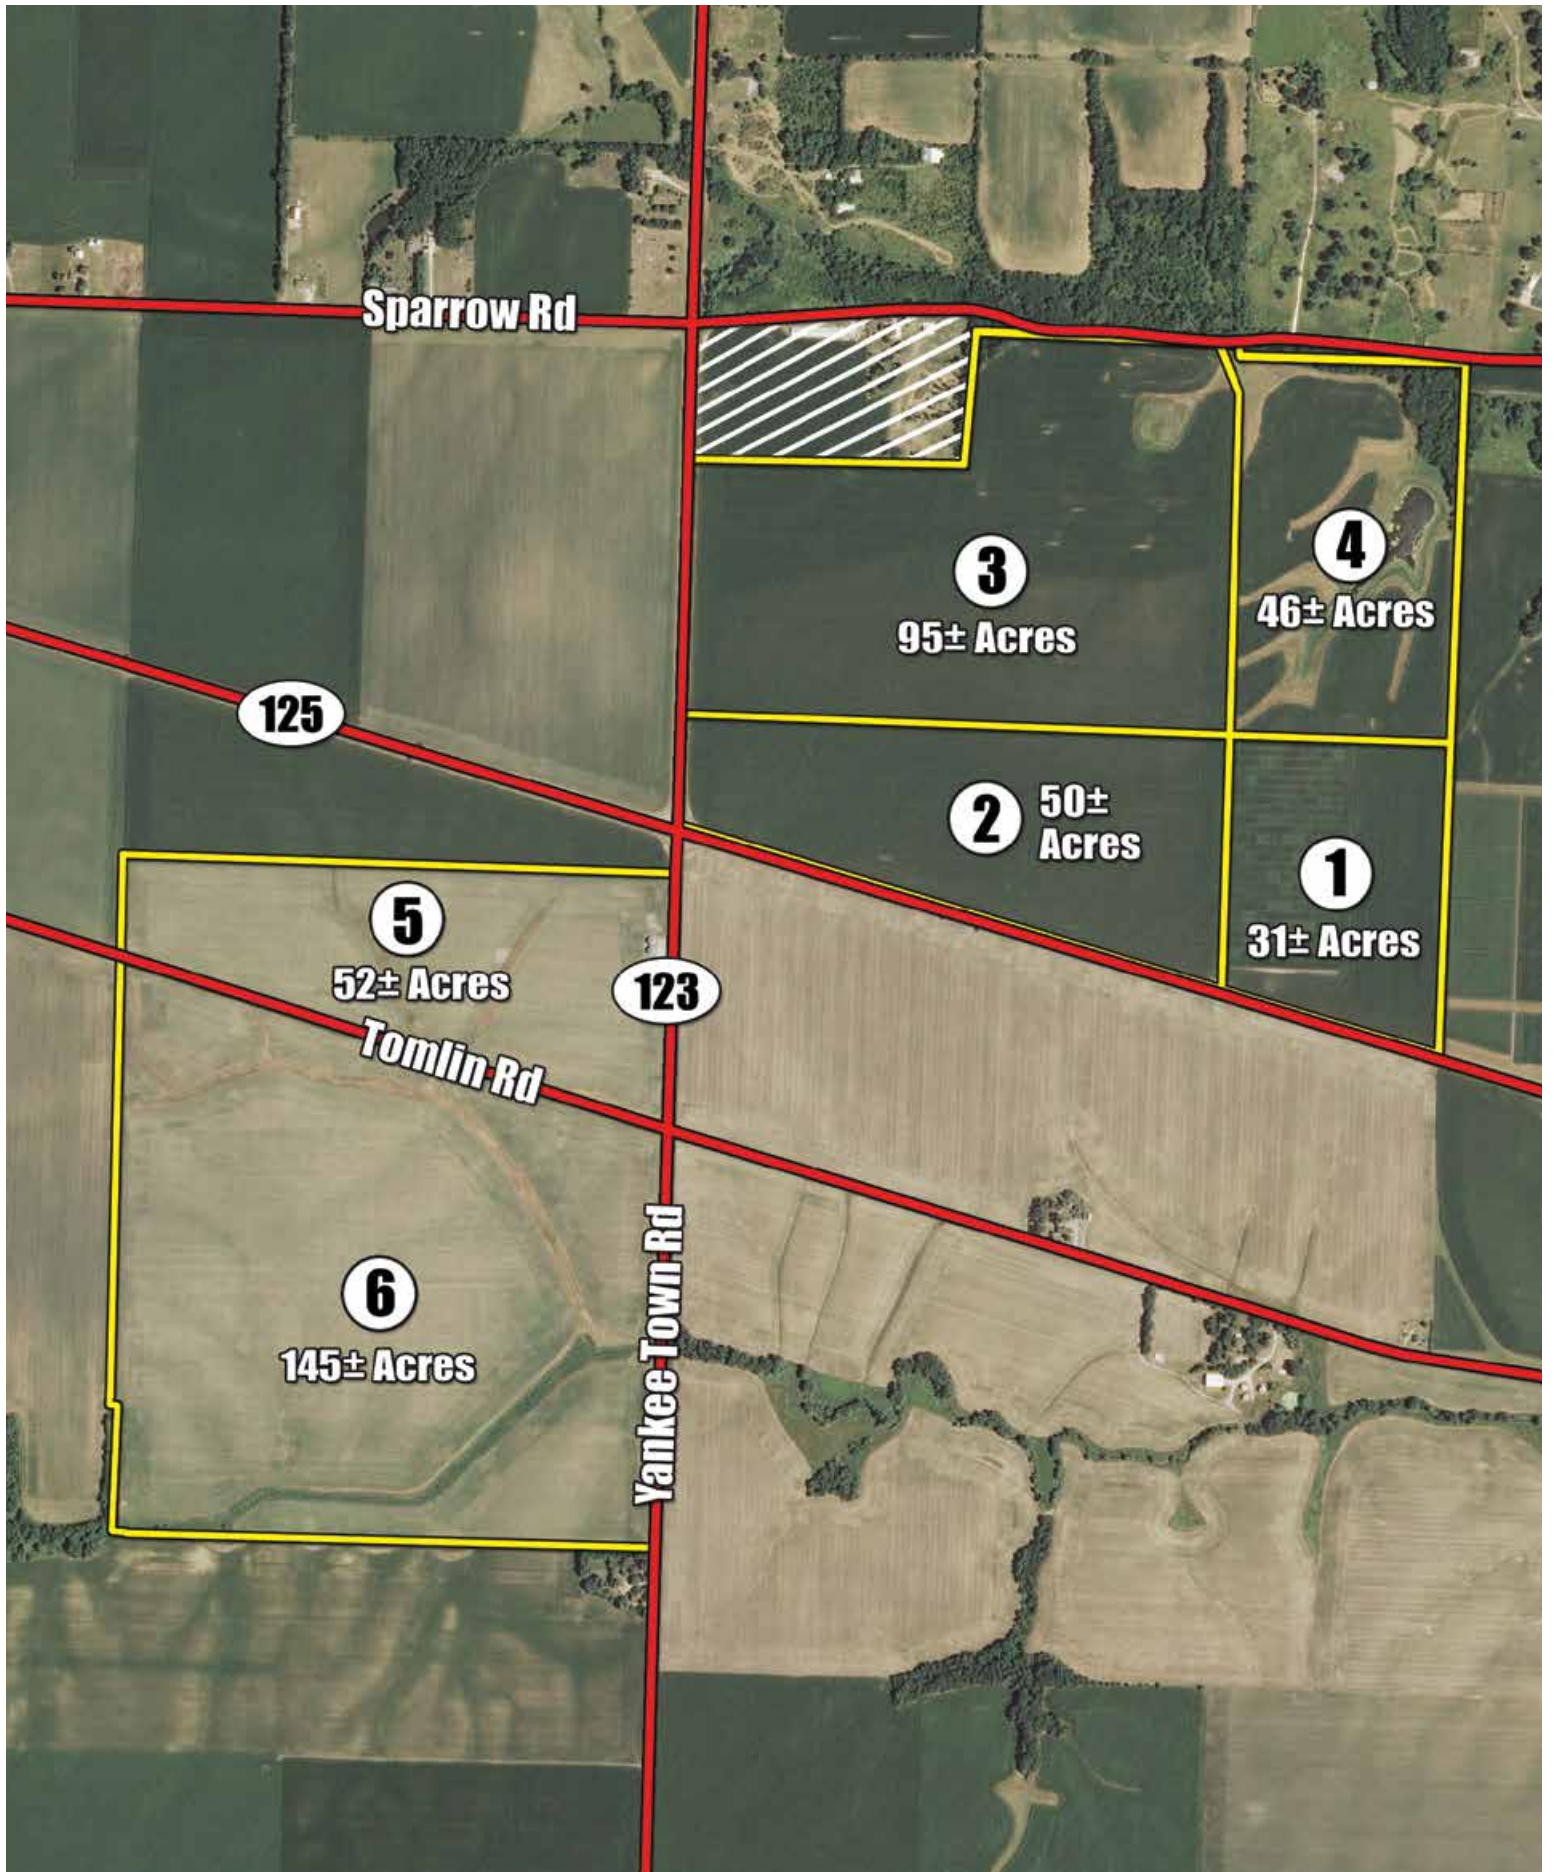 Sparrow Rd
3
95± Acres
4
46± Acres
125
2
50±
Acres
1
31± Acres
5
52± Acres
123
Tomlin Rd
Yankee Town Rd
6
145± Acres